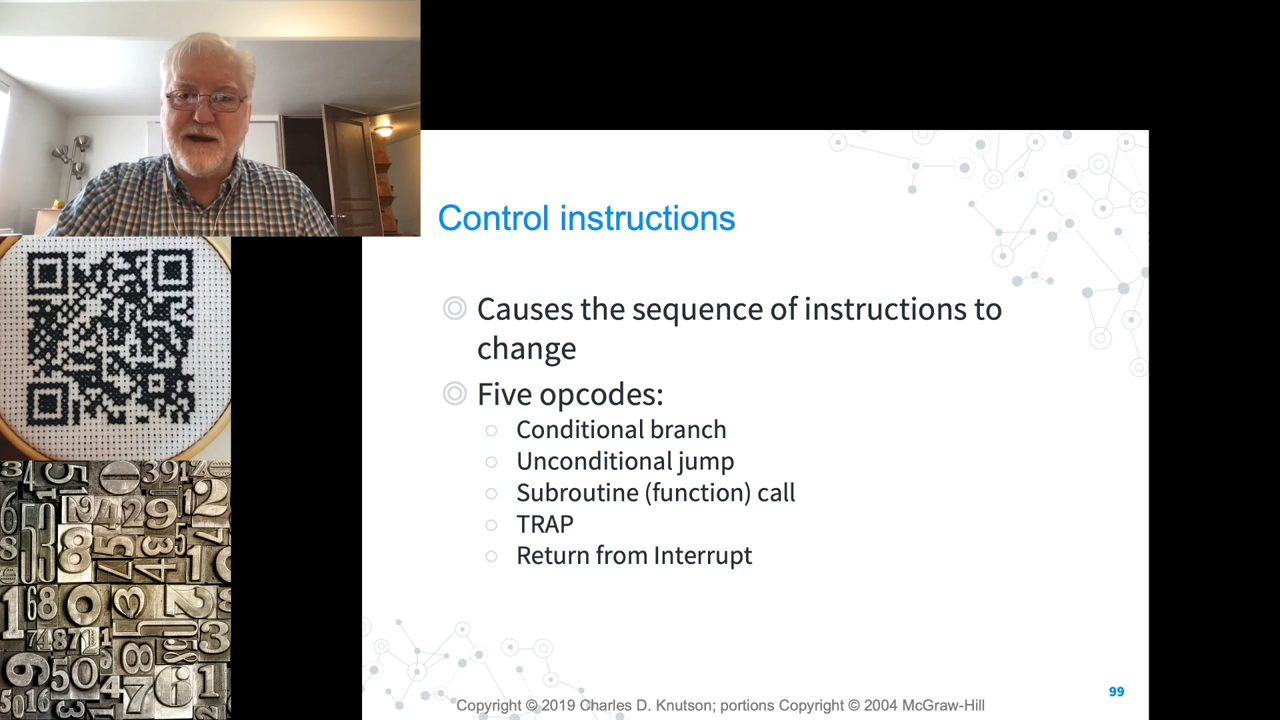 Control instructions
Causes the sequence of instructions to
change
Five opcodes:
Conditional branch
Unconditional jump
Subroutine (function) call
TRAP
Return from Interrupt
99
Copyright © 2019 Charles D. Knutson; portions Copyright © 2004 McGraw-Hill